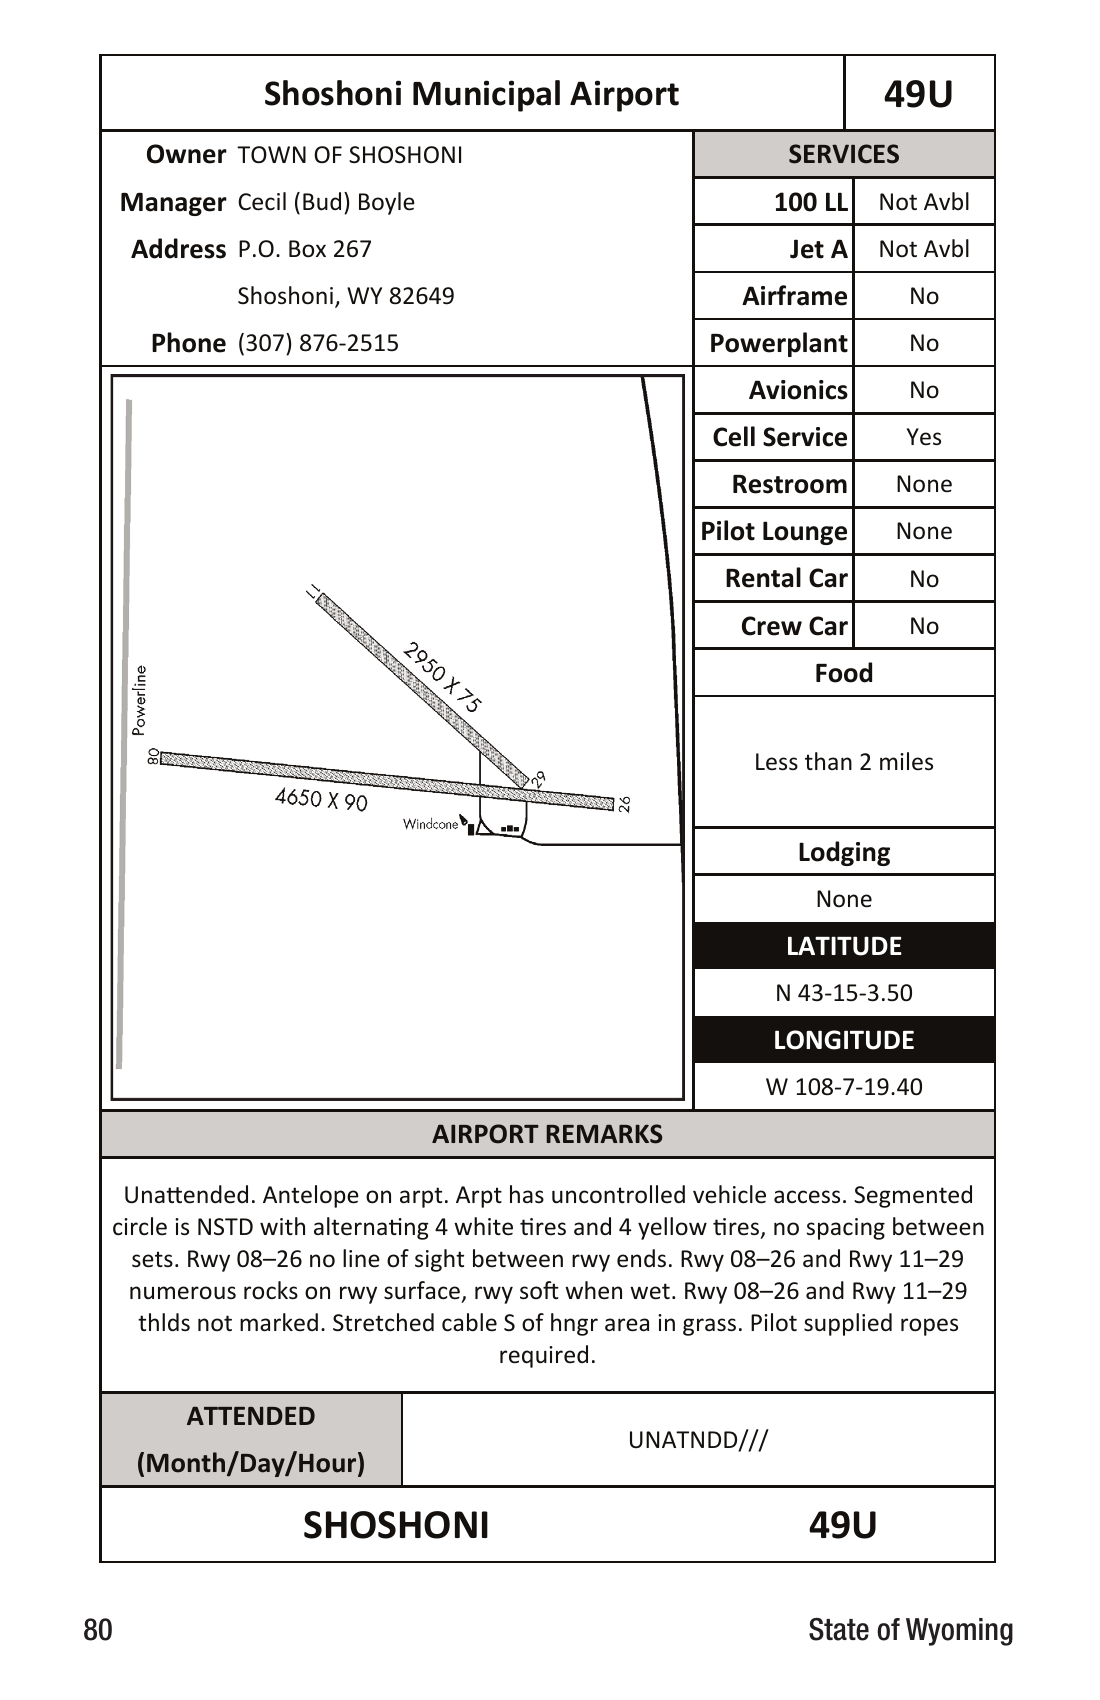 Shoshoni Municipal Airport 49U
Owner TOWN OF SHOSHONI
Manager Cecil (Bud) Boyle
Address P.O. Box 267
Shoshoni, WY 82649
Phone (307) 876-2515
SERVICES
100 LL Not Avbl
Jet A Not Avbl
Airframe No
Powerplant No
Avionics No
Cell Service Yes
Restroom None
Pilot Lounge None
Rental Car No
Crew Car No
Food
Less than 2 miles
Lodging
None
LATITUDE
N 43-15-3.50
LONGITUDE
W 108-7-19.40
11
2950 X 75
Powerline
08
29
4650 X 90
26
Windcone
AIRPORT REMARKS
Unattended. Antelope on arpt. Arpt has uncontrolled vehicle access. Segmented
circle is NSTD with alternating 4 white tires and 4 yellow tires, no spacing between
sets. Rwy 08–26 no line of sight between rwy ends. Rwy 08–26 and Rwy 11–29
numerous rocks on rwy surface, rwy soft when wet. Rwy 08–26 and Rwy 11–29
thlds not marked. Stretched cable S of hngr area in grass. Pilot supplied ropes
required.
ATTENDED
(Month/Day/Hour)
UNATNDD///
SHOSHONI 49U
80 State of Wyoming